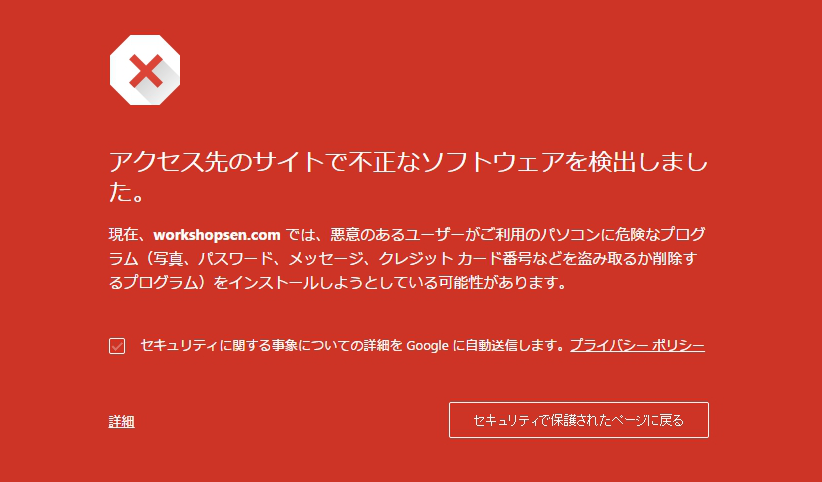 アクセス先のサイトで不正なソフトウェアを検出しまし
た。
現在、workshopsen.com では、悪意のあるユーザーがご利用のパソコンに危険なプログ
ラム（写真、パスワード、メッセージ、クレジット カード番号などを盗み取るか削除す
るプログラム）をインストールしようとしている可能性があります。
セキュリティに関する事象についての詳細を Google に自動送信します。プライバシー ポリシー
詳細
セキュリティで保護されたページに戻る